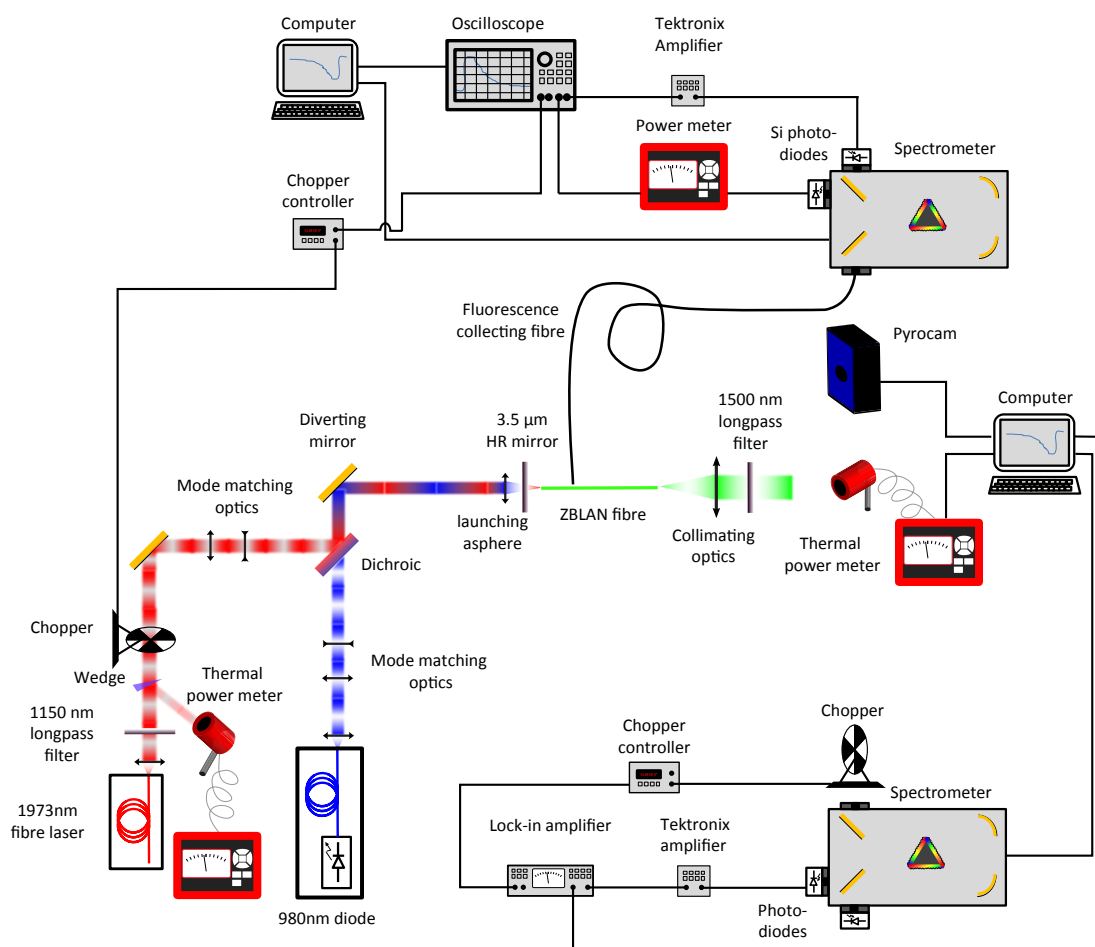 Computer
Oscilloscope
Tektronix
Amplifier
Power meter
Si photo-
diodes
Spectrometer
Chopper
controller
Fluorescence
collecting fibre
Pyrocam
Computer
1500 nm
longpass
filter
3.5 µm
HR mirror
Diverting
mirror
Mode matching
optics
launching
asphere
ZBLAN fibre
Collimating
optics
Thermal
power meter
Dichroic
Chopper
Wedge
Thermal
power meter
Mode matching
optics
1150 nm
longpass
filter
1973nm
fibre laser
980nm diode
Chopper
controller
Chopper
Spectrometer
Lock-in amplifier
Tektronix
amplifier
Photo-
diodes